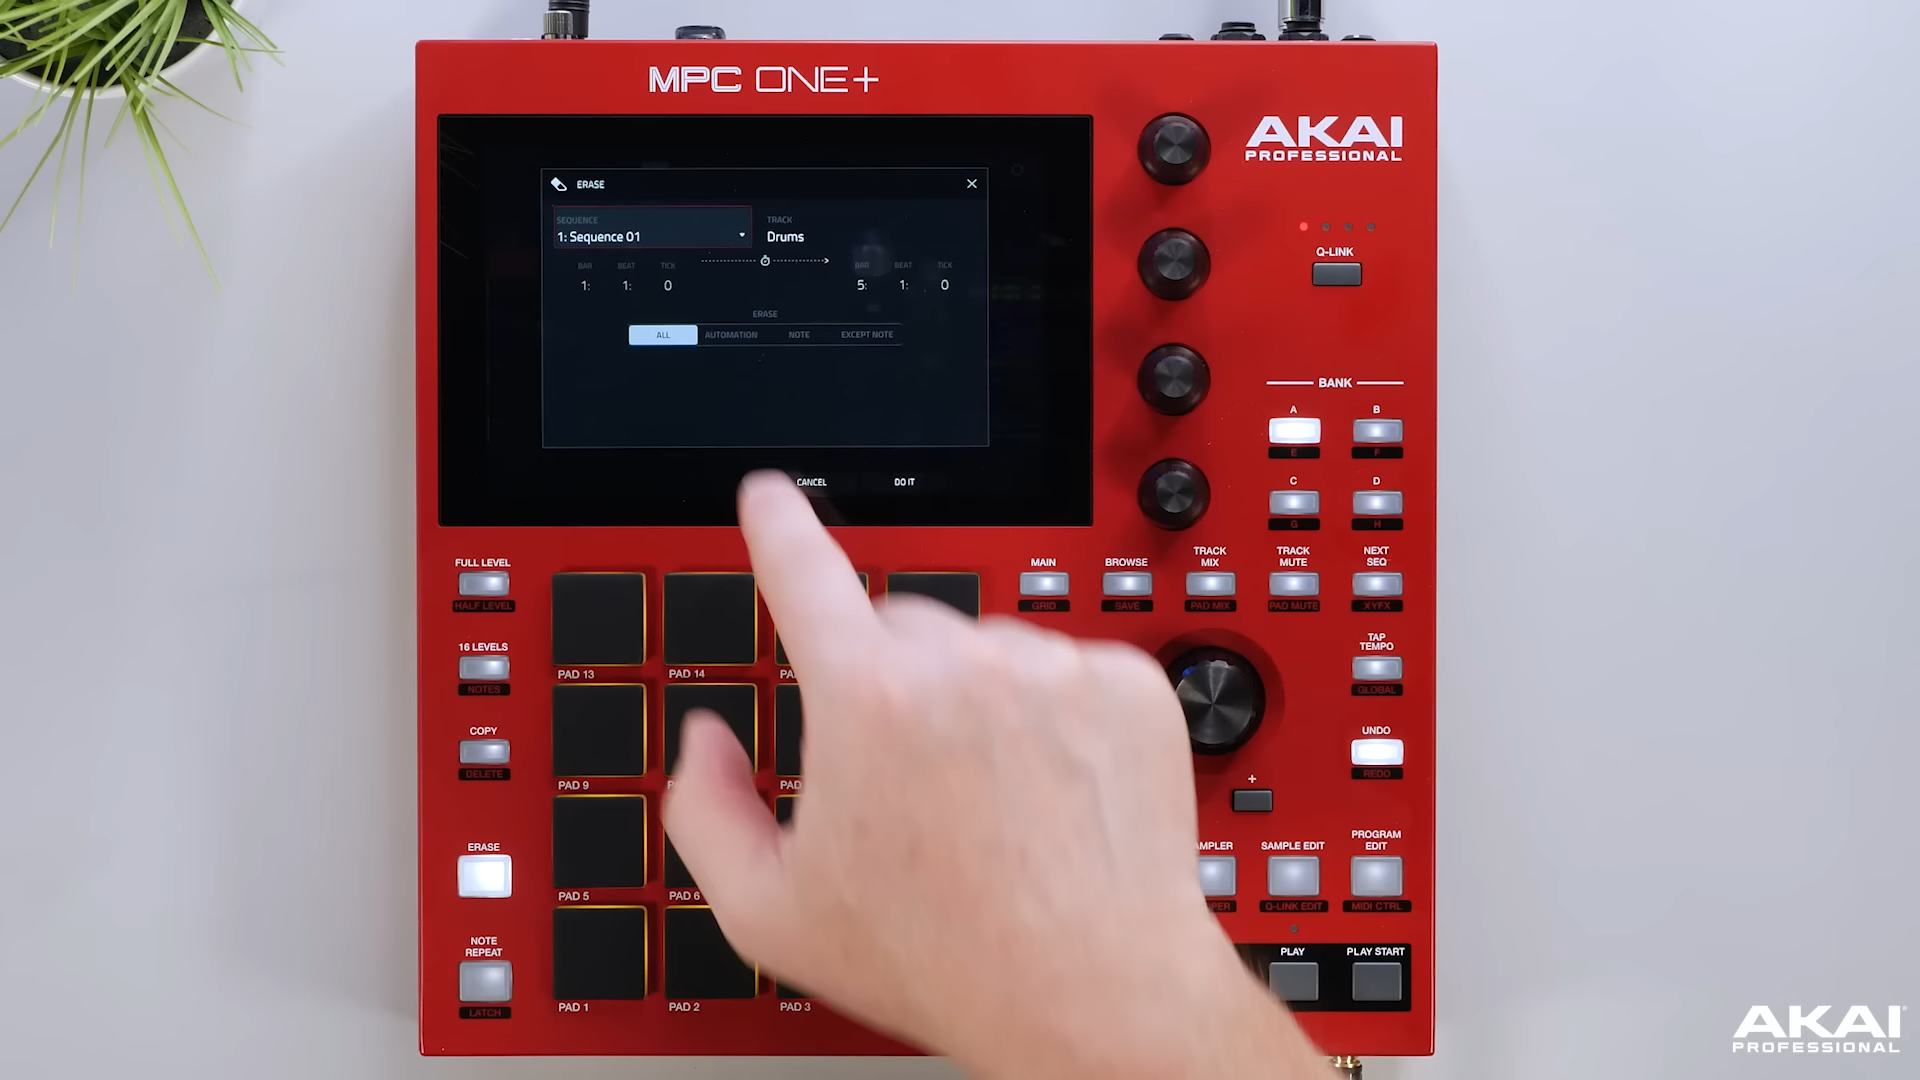 MPC ONE+
AKAI
PROFESSIONAL
ERASE
SEQUENCE
1: Sequence 01
TRACK
Drums
BAR BEAT TICK
1: 1: 0
BAR BEAT TICK
5: 1: 0
ERASE
ALL AUTOMATION NOTE EXCEPT NOTE
CANCEL DO IT
Q-LINK
BANK
A B
E F
C D
G H
FULL LEVEL
HALF LEVEL
16 LEVELS
NOTES
COPY
DELETE
ERASE
NOTE
REPEAT
LATCH
PAD 13 PAD 14
PAD 9
PAD 5 PAD 6
PAD 1 PAD 2 PAD 3
MAIN
GRID
BROWSE
SAVE
TRACK
MIX
PAD MIX
TRACK
MUTE
PAD MUTE
NEXT
SEQ
XYFX
TAP
TEMPO
GLOBAL
UNDO
REDO
+
SAMPLE EDIT
Q-LINK EDIT
PROGRAM
EDIT
MIDI CTRL
PLAY PLAY START
AKAI
PROFESSIONAL